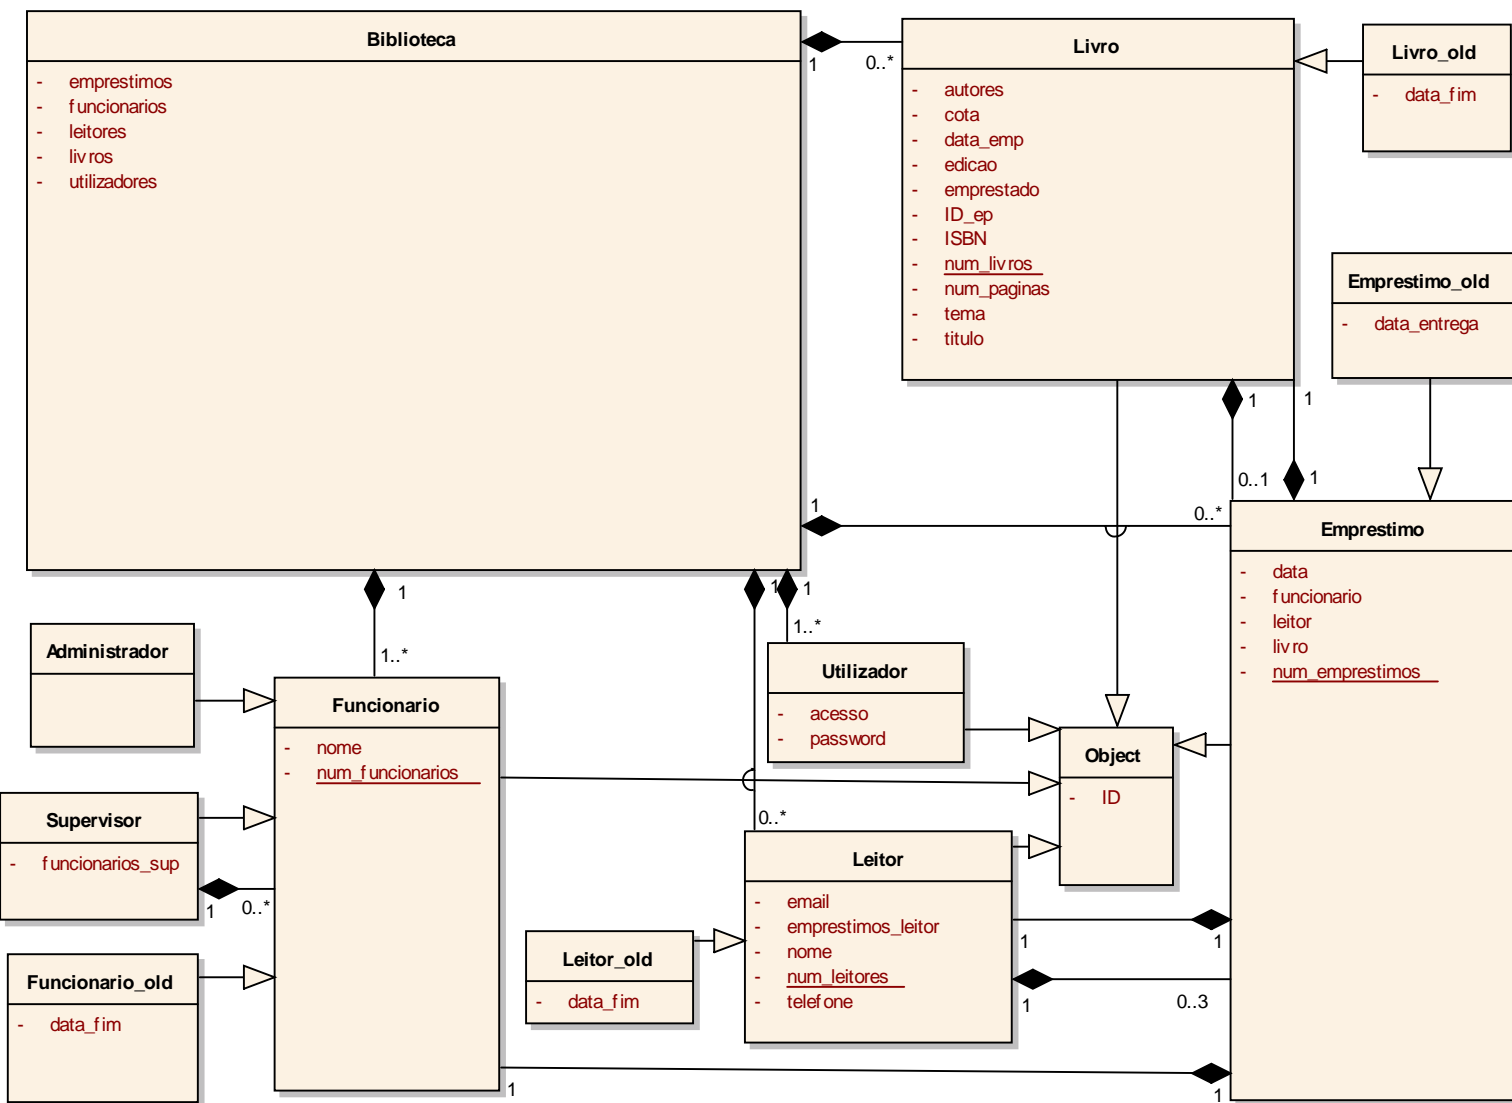 Biblioteca
- emprestimos
- funcionarios
- leitores
- livros
- utilizadores
1
0..*
Livro
- autores
- cota
- data_emp
- edicao
- emprestado
- ID_ep
- ISBN
- num_livros
- num_paginas
- tema
- titulo
Livro_old
- data_fim
Emprestimo_old
- data_entrega
1
1
0..1
1
1
0..*
Emprestimo
- data
- funcionario
- leitor
- livro
- num_emprestimos
1
1
1
1..*
1..*
Administrador
Funcionario
- nome
- num_funcionarios
Utilizador
- acesso
- password
Object
- ID
Supervisor
- funcionarios_sup
1
0..*
0..*
Leitor
- email
- emprestimos_leitor
- nome
- num_leitores
- telefone
1
1
1
0..3
Leitor_old
- data_fim
Funcionario_old
- data_fim
1
1